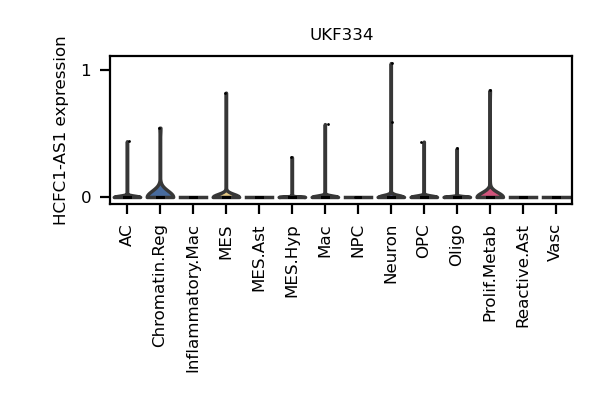 UKF334
HCFC1-AS1 expression
1
0
AC
Chromatin.Reg
Inflammatory.Mac
MES
MES.Ast
MES.Hyp
Mac
NPC
Neuron
OPC
Oligo
Prolif.Metab
Reactive.Ast
Vasc